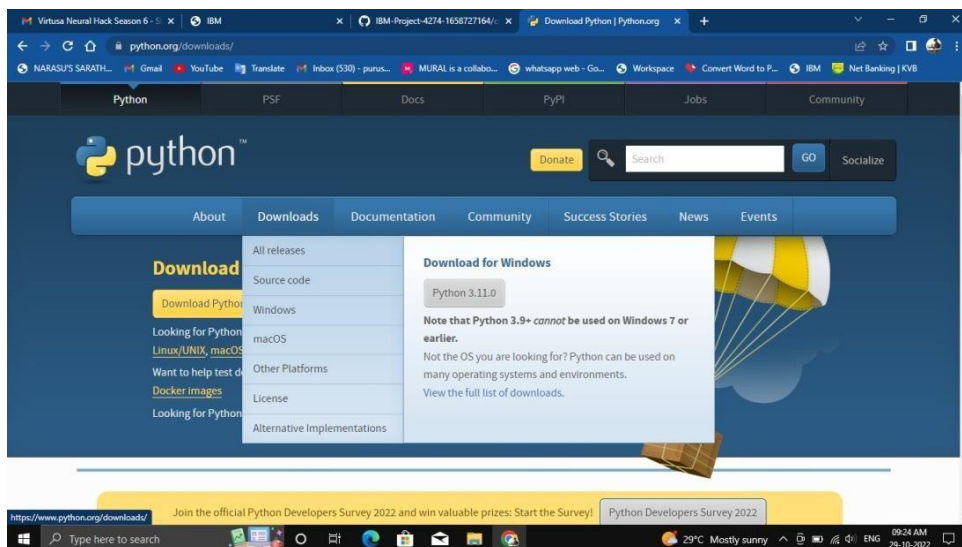 Virtusa Neural Hack Season 6 - S
IBM
IBM-Project-4274-1658727164/c
Download Python | Python.org
python.org/downloads/
NARASU'S SARATH...
Gmail
YouTube
Translate
Inbox (530) - purus...
MURAL is a collabo...
whatsapp web - Go...
Workspace
Convert Word to P...
IBM
Net Banking | KVB
Python
PSF
Docs
PyPI
Jobs
Community
python™
Donate
Search
GO
Socialize
About
Downloads
Documentation
Community
Success Stories
News
Events
All releases
Source code
Windows
macOS
Other Platforms
License
Alternative Implementations
Download for Windows
Python 3.11.0
Note that Python 3.9+ cannot be used on Windows 7 or
earlier.
Not the OS you are looking for? Python can be used on
many operating systems and environments.
View the full list of downloads.
Download
Download Python
Looking for Python
Linux/UNIX, macOS
Want to help test d
Docker images
Looking for Python
Join the official Python Developers Survey 2022 and win valuable prizes: Start the Survey!
Python Developers Survey 2022
https://www.python.org/downloads/
Type here to search
29°C Mostly sunny
ENG
09:24 AM
29-10-2022